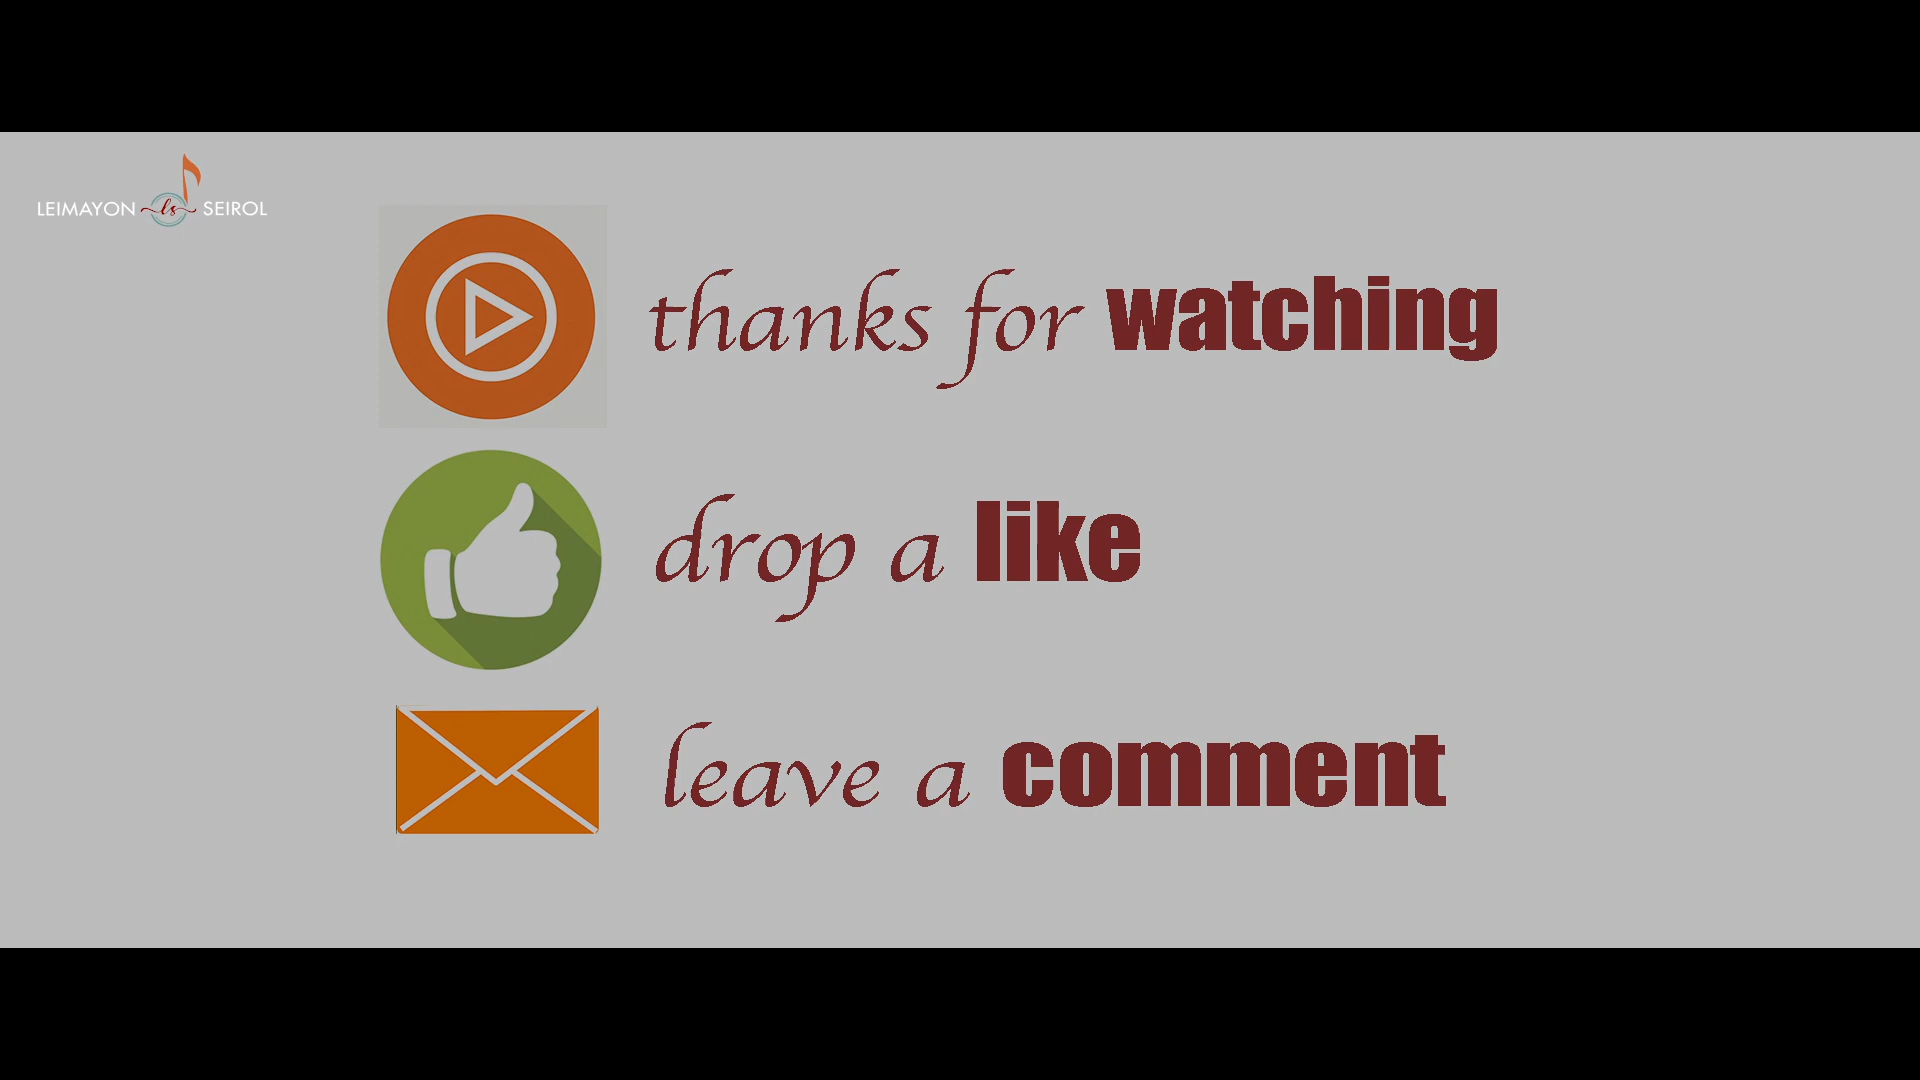 LEIMAYON ls SEIROL
thanks for watching
drop a like
leave a comment